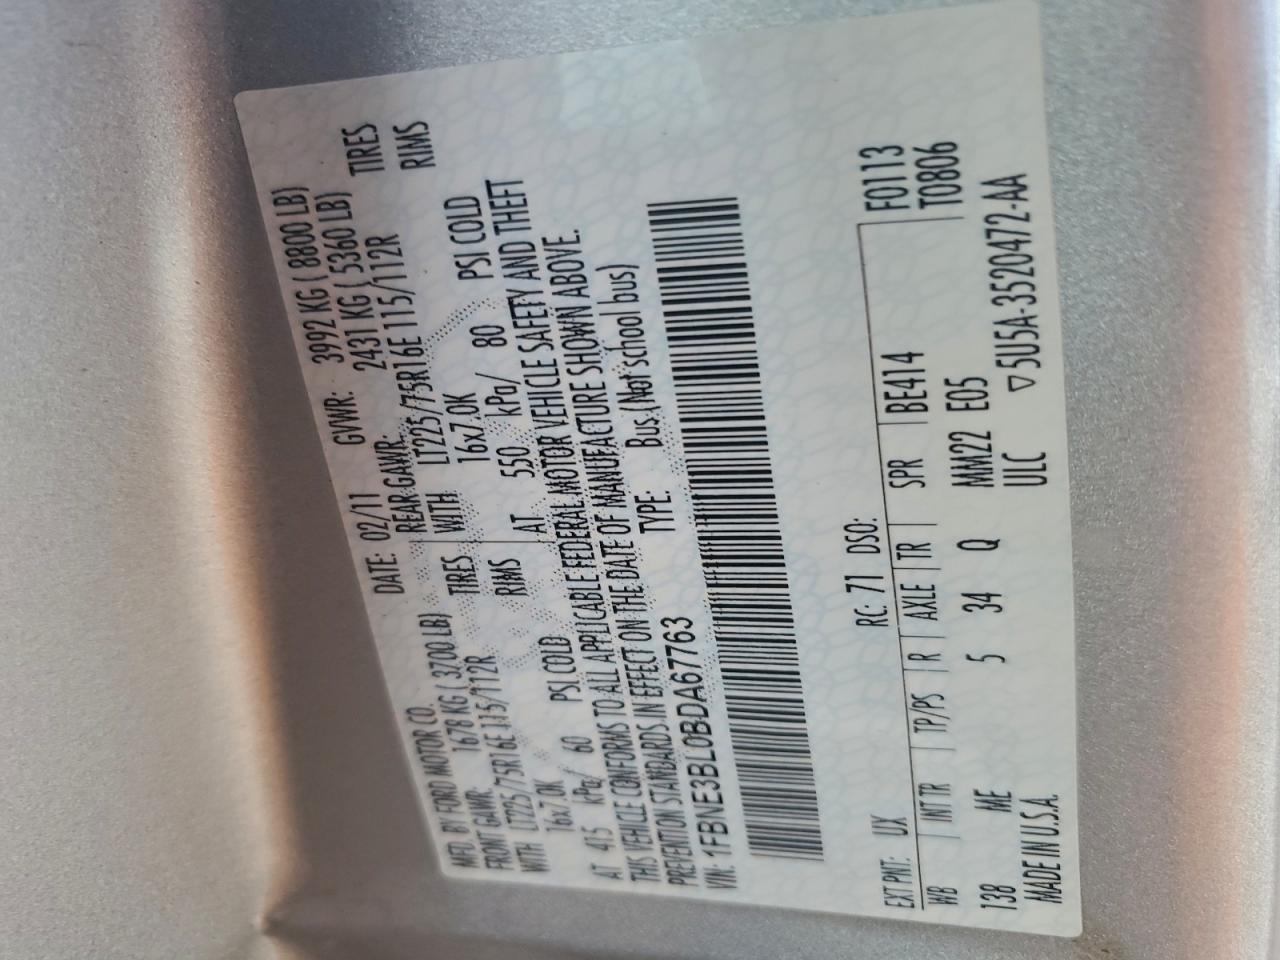 MFD. BY FORD MOTOR CO.
DATE: 02/11 GVWR: 3992 KG ( 8800 LB)
FRONT GAWR: 1678 KG ( 3700 LB) REAR GAWR: 2431 KG ( 5360 LB)
WITH LT225/75R16E 115/112R TIRES WITH LT225/75R16E 115/112R TIRES
16x7.0K RIMS 16x7.0K RIMS
AT 415 kPa/ 60 PSI COLD AT 550 kPa/ 80 PSI COLD
THIS VEHICLE CONFORMS TO ALL APPLICABLE FEDERAL MOTOR VEHICLE SAFETY AND THEFT
PREVENTION STANDARDS IN EFFECT ON THE DATE OF MANUFACTURE SHOWN ABOVE.
VIN: 1FBNE3BL0BDA67763 TYPE: Bus (Not school bus)
EXT PNT: UX RC: 71 DSO: F0113
WB INT TR TP/PS R AXLE TR SPR BE414 T0806
138 ME 5 34 Q MM22 E05
MADE IN U.S.A. ULC ▽5U5A-3520472-AA